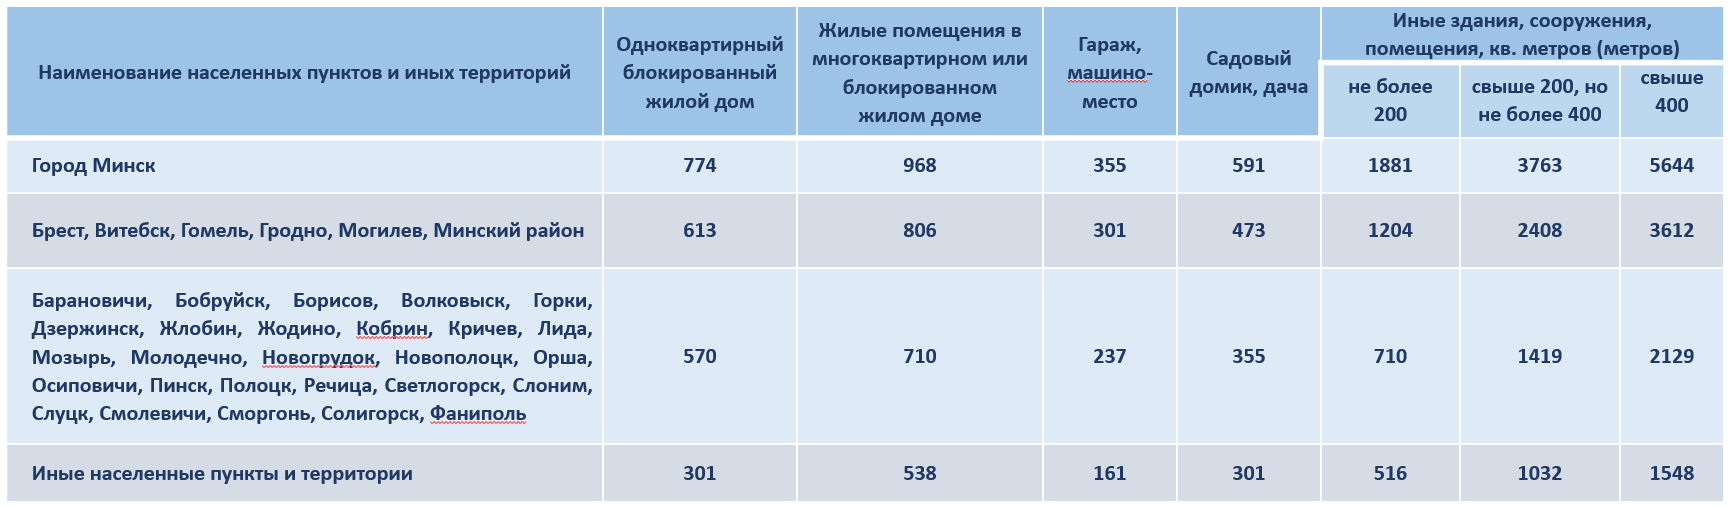 Наименование населенных пунктов и иных территорий
Одноквартирный
блокированный
жилой дом
Жилые помещения в
многоквартирном или
блокированном
жилом доме
Гараж,
машино-
место
Садовый
домик, дача
Иные здания, сооружения,
помещения, кв. метров (метров)
не более
200
свыше 200, но
не более 400
свыше
400
Город Минск 774 968 355 591 1881 3763 5644
Брест, Витебск, Гомель, Гродно, Могилев, Минский район 613 806 301 473 1204 2408 3612
Барановичи, Бобруйск, Борисов, Волковыск, Горки,
Дзержинск, Жлобин, Жодино, Кобрин, Кричев, Лида,
Мозырь, Молодечно, Новогрудок, Новополоцк, Орша,
Осиповичи, Пинск, Полоцк, Речица, Светлогорск, Слоним,
Слуцк, Смолевичи, Сморгонь, Солигорск, Фаниполь
570 710 237 355 710 1419 2129
Иные населенные пункты и территории 301 538 161 301 516 1032 1548